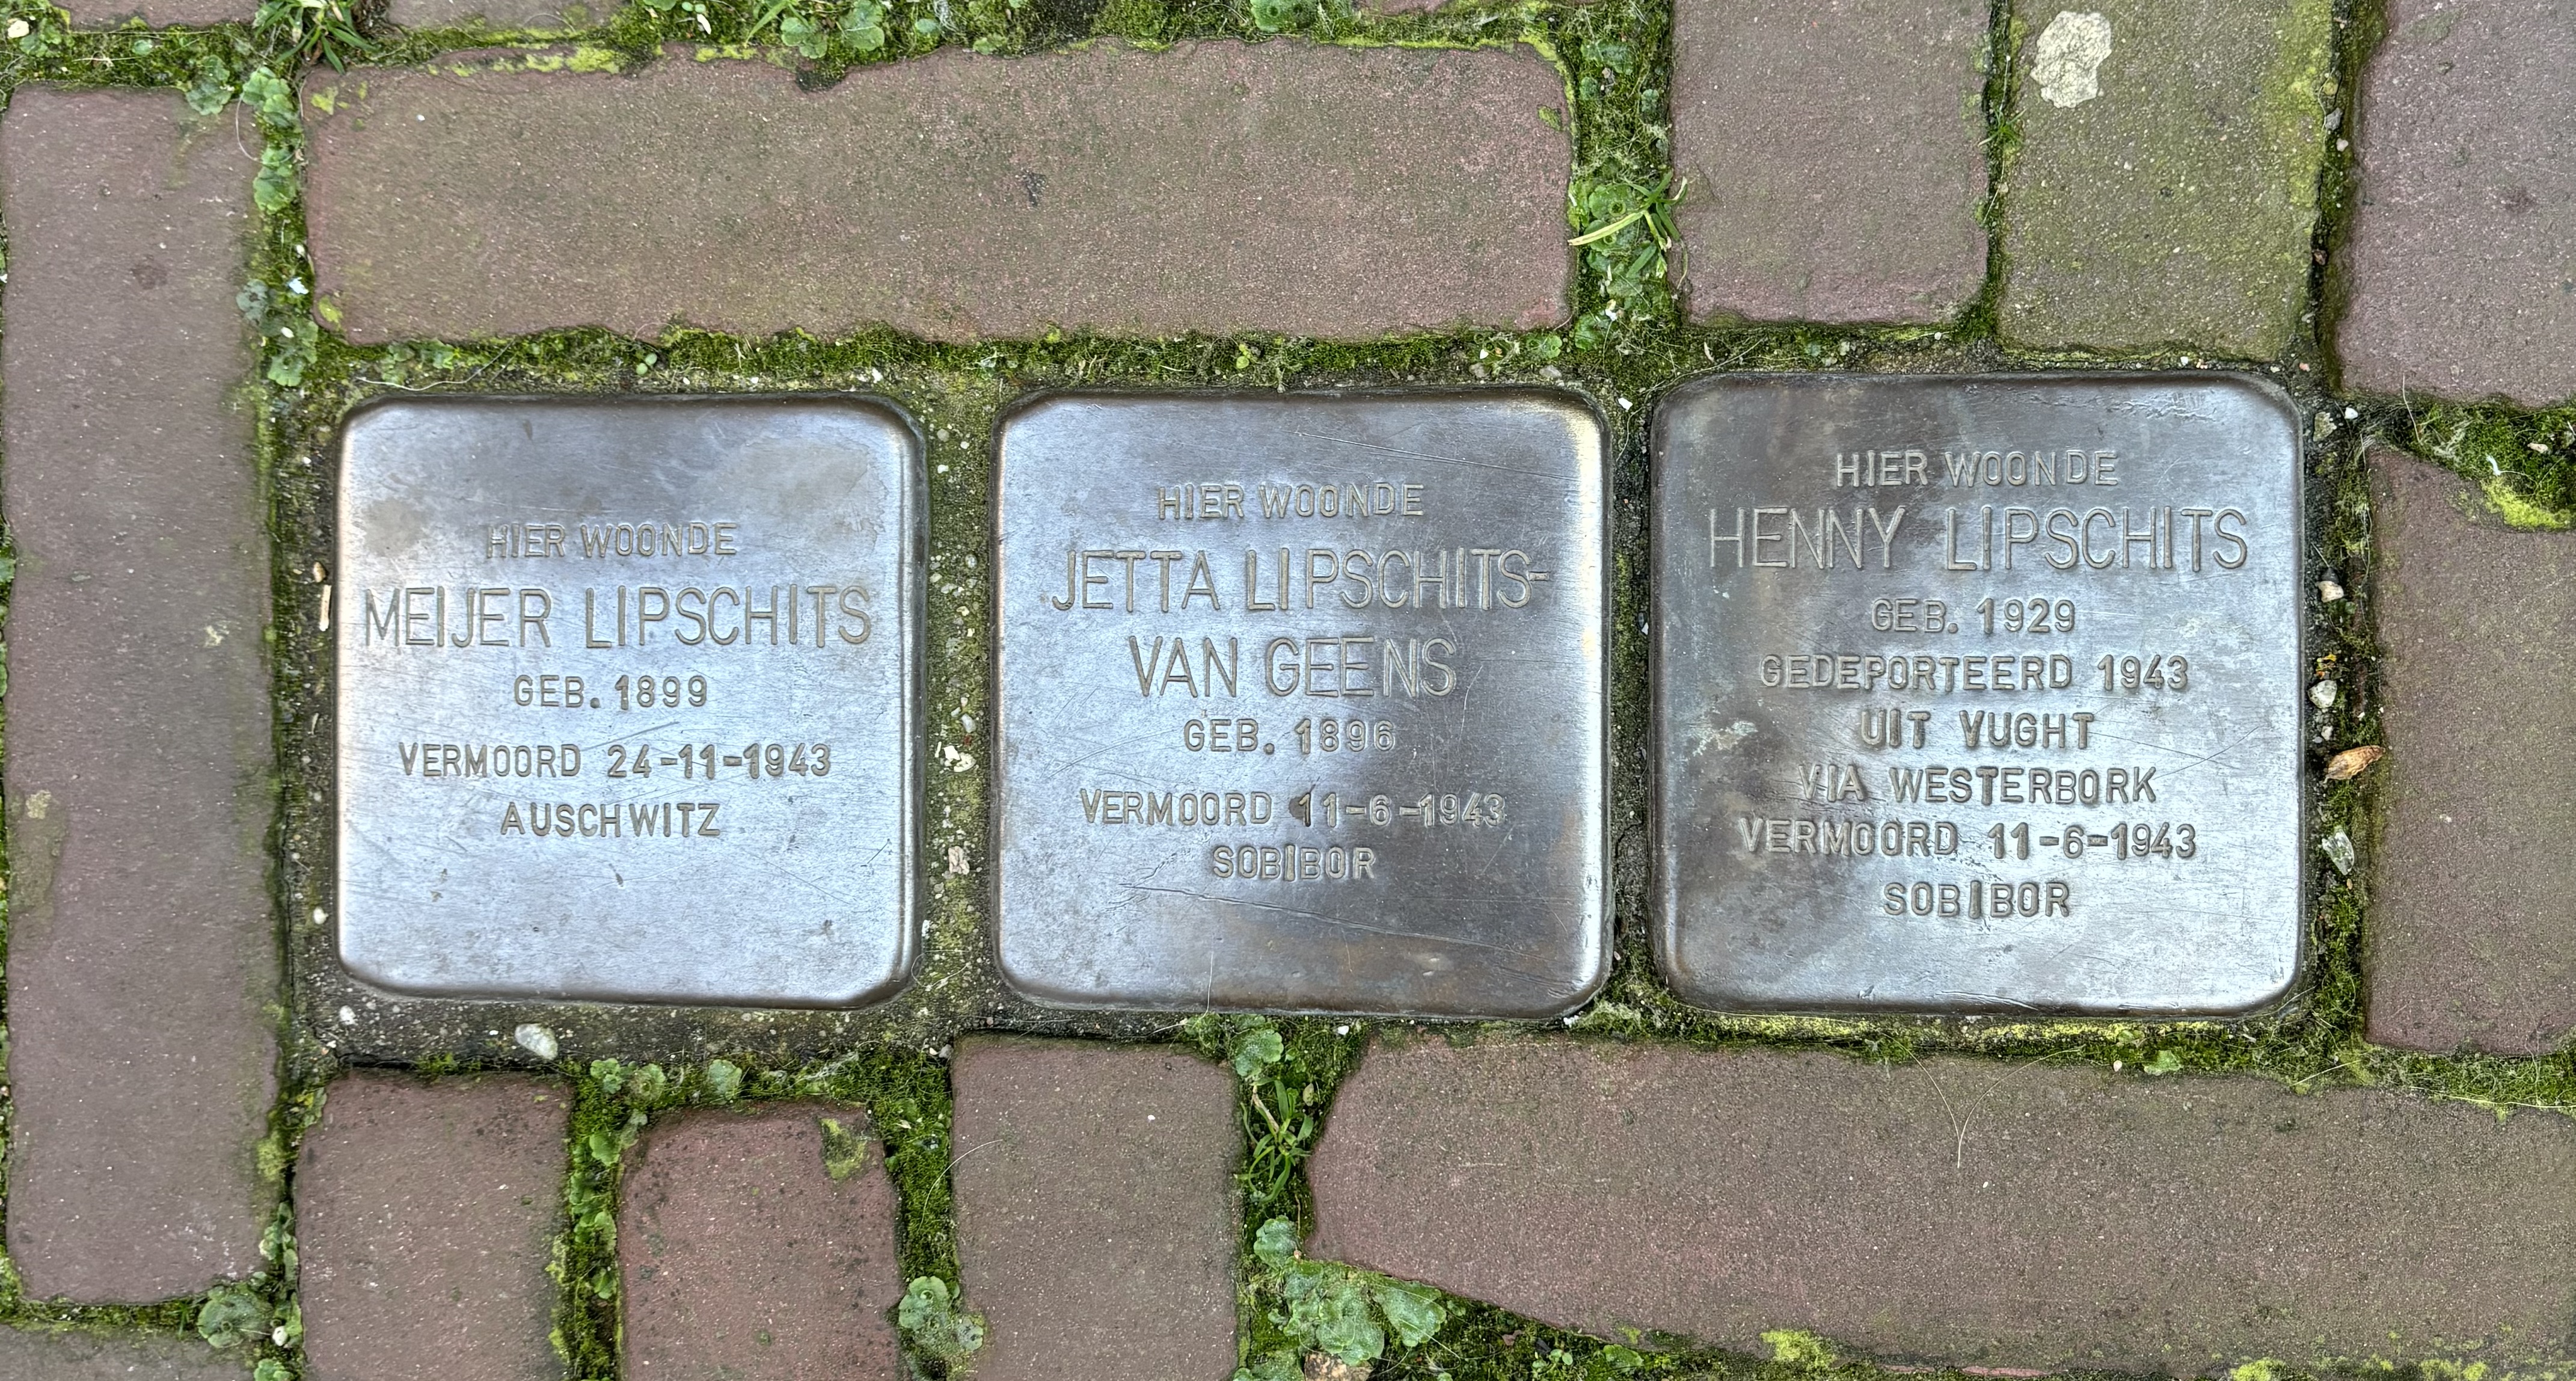 HIER WOONDE
MEIJER LIPSCHITS
GEB. 1899
VERMOORD 24-11-1943
AUSCHWITZ
HIER WOONDE
JETTA LIPSCHITS-
VAN GEENS
GEB. 1896
VERMOORD 11-6-1943
SOBIBOR
HIER WOONDE
HENNY LIPSCHITS
GEB. 1929
GEDEPORTEERD 1943
UIT VUGHT
VIA WESTERBORK
VERMOORD 11-6-1943
SOBIBOR